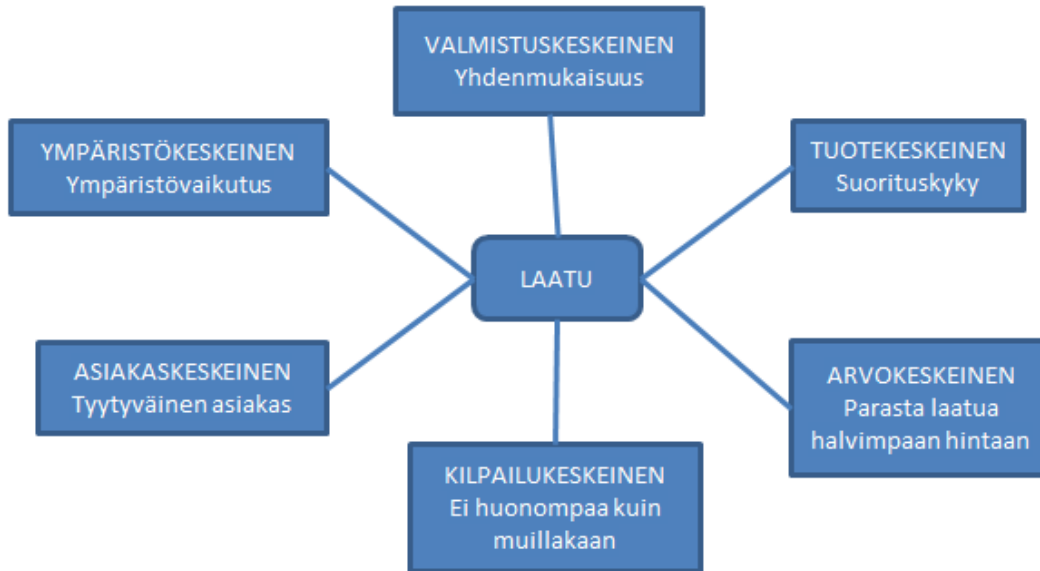 VALMISTUSKESKEINEN
Yhdenmukaisuus
YMPÄRISTÖKESKEINEN
Ympäristövaikutus
TUOTEKESKEINEN
Suorituskyky
LAATU
ASIAKASKESKEINEN
Tyytyväinen asiakas
ARVOKESKEINEN
Parasta laatua
halvimpaan hintaan
KILPAILUKESKEINEN
Ei huonompaa kuin
muillakaan